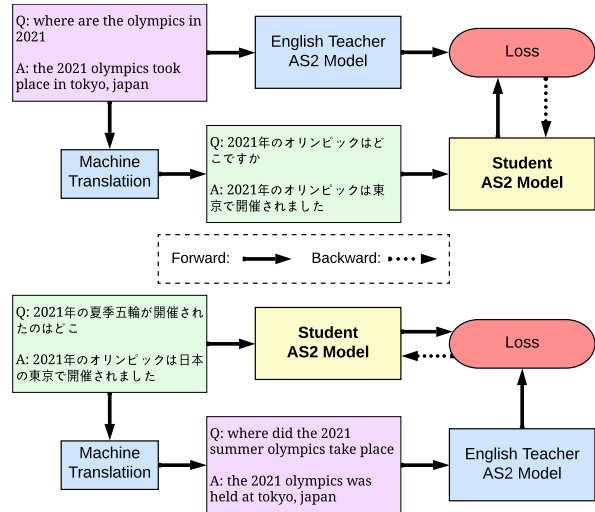 Q: where are the olympics in
2021
A: the 2021 olympics took
place in tokyo, japan
English Teacher
AS2 Model
Loss
Machine
Translatiion
Q: 2021年のオリンピックはど
こですか
A: 2021年のオリンピックは東
京で開催されました
Student
AS2 Model
Forward:
Backward:
Q: 2021年の夏季五輪が開催され
たのはどこ
A: 2021年のオリンピックは日本
の東京で開催されました
Student
AS2 Model
Loss
Machine
Translatiion
Q: where did the 2021
summer olympics take place
A: the 2021 olympics was
held at tokyo, japan
English Teacher
AS2 Model